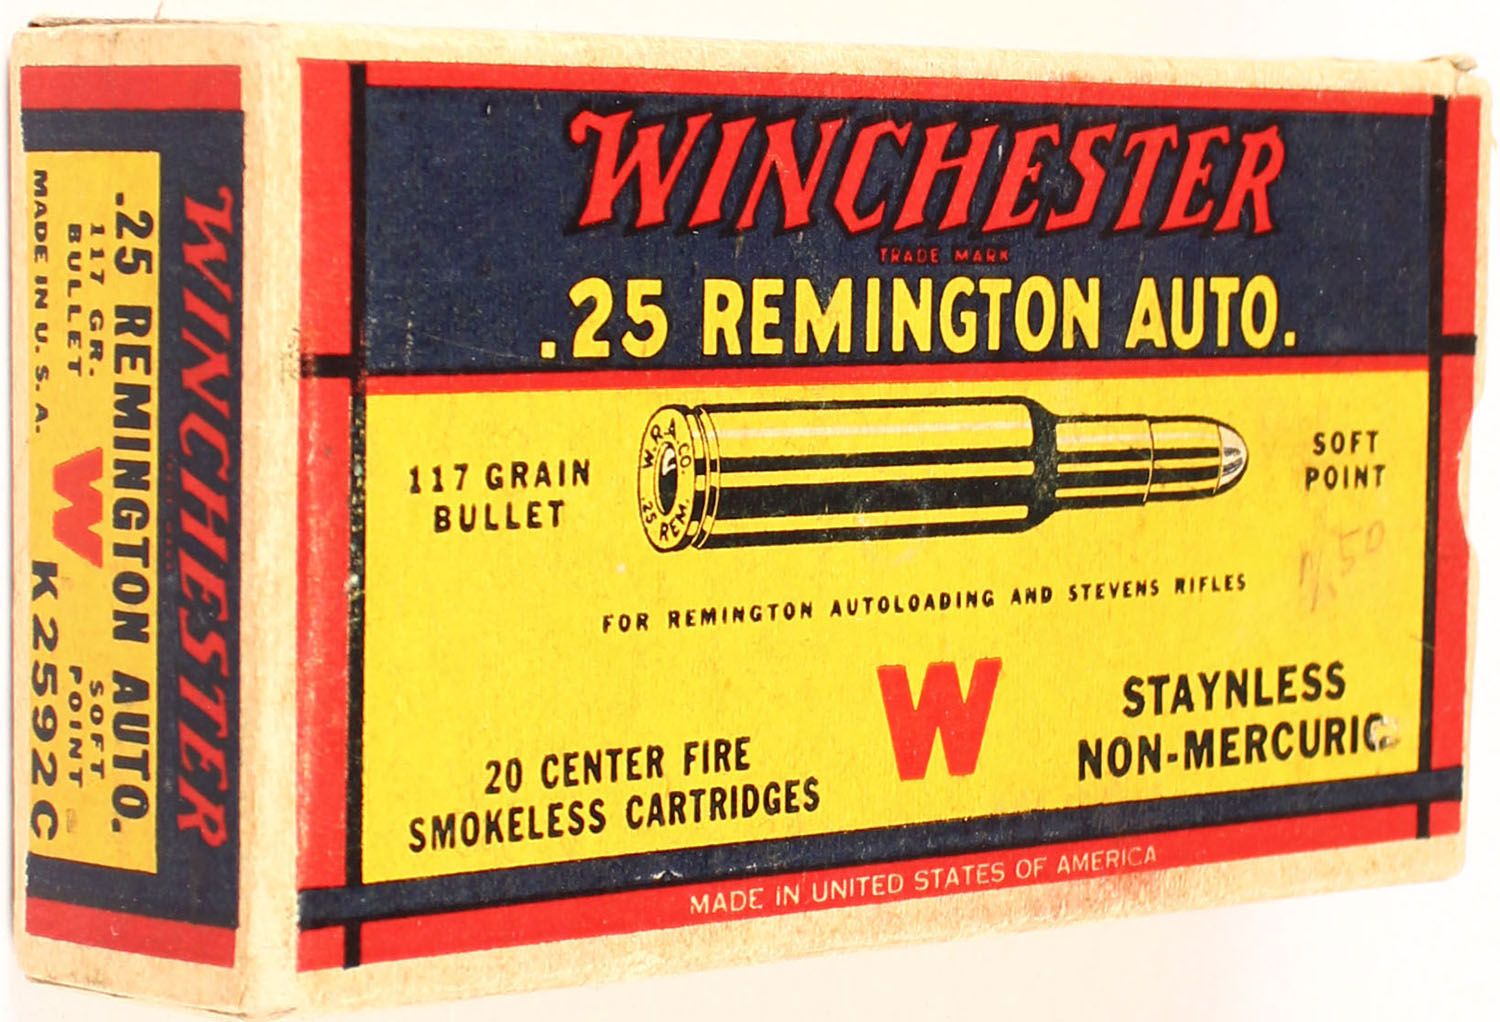 WINCHESTER
TRADE MARK
.25 REMINGTON AUTO.
117 GRAIN
BULLET
W.R.A. CO.
.25 REM.
SOFT
POINT
FOR REMINGTON AUTOLOADING AND STEVENS RIFLES
20 CENTER FIRE
SMOKELESS CARTRIDGES
W
STAYNLESS
NON-MERCURIC
MADE IN UNITED STATES OF AMERICA
WINCHESTER
.25 REMINGTON AUTO.
117 GR.
BULLET
W
SOFT
POINT
MADE IN U. S. A.
K2592C